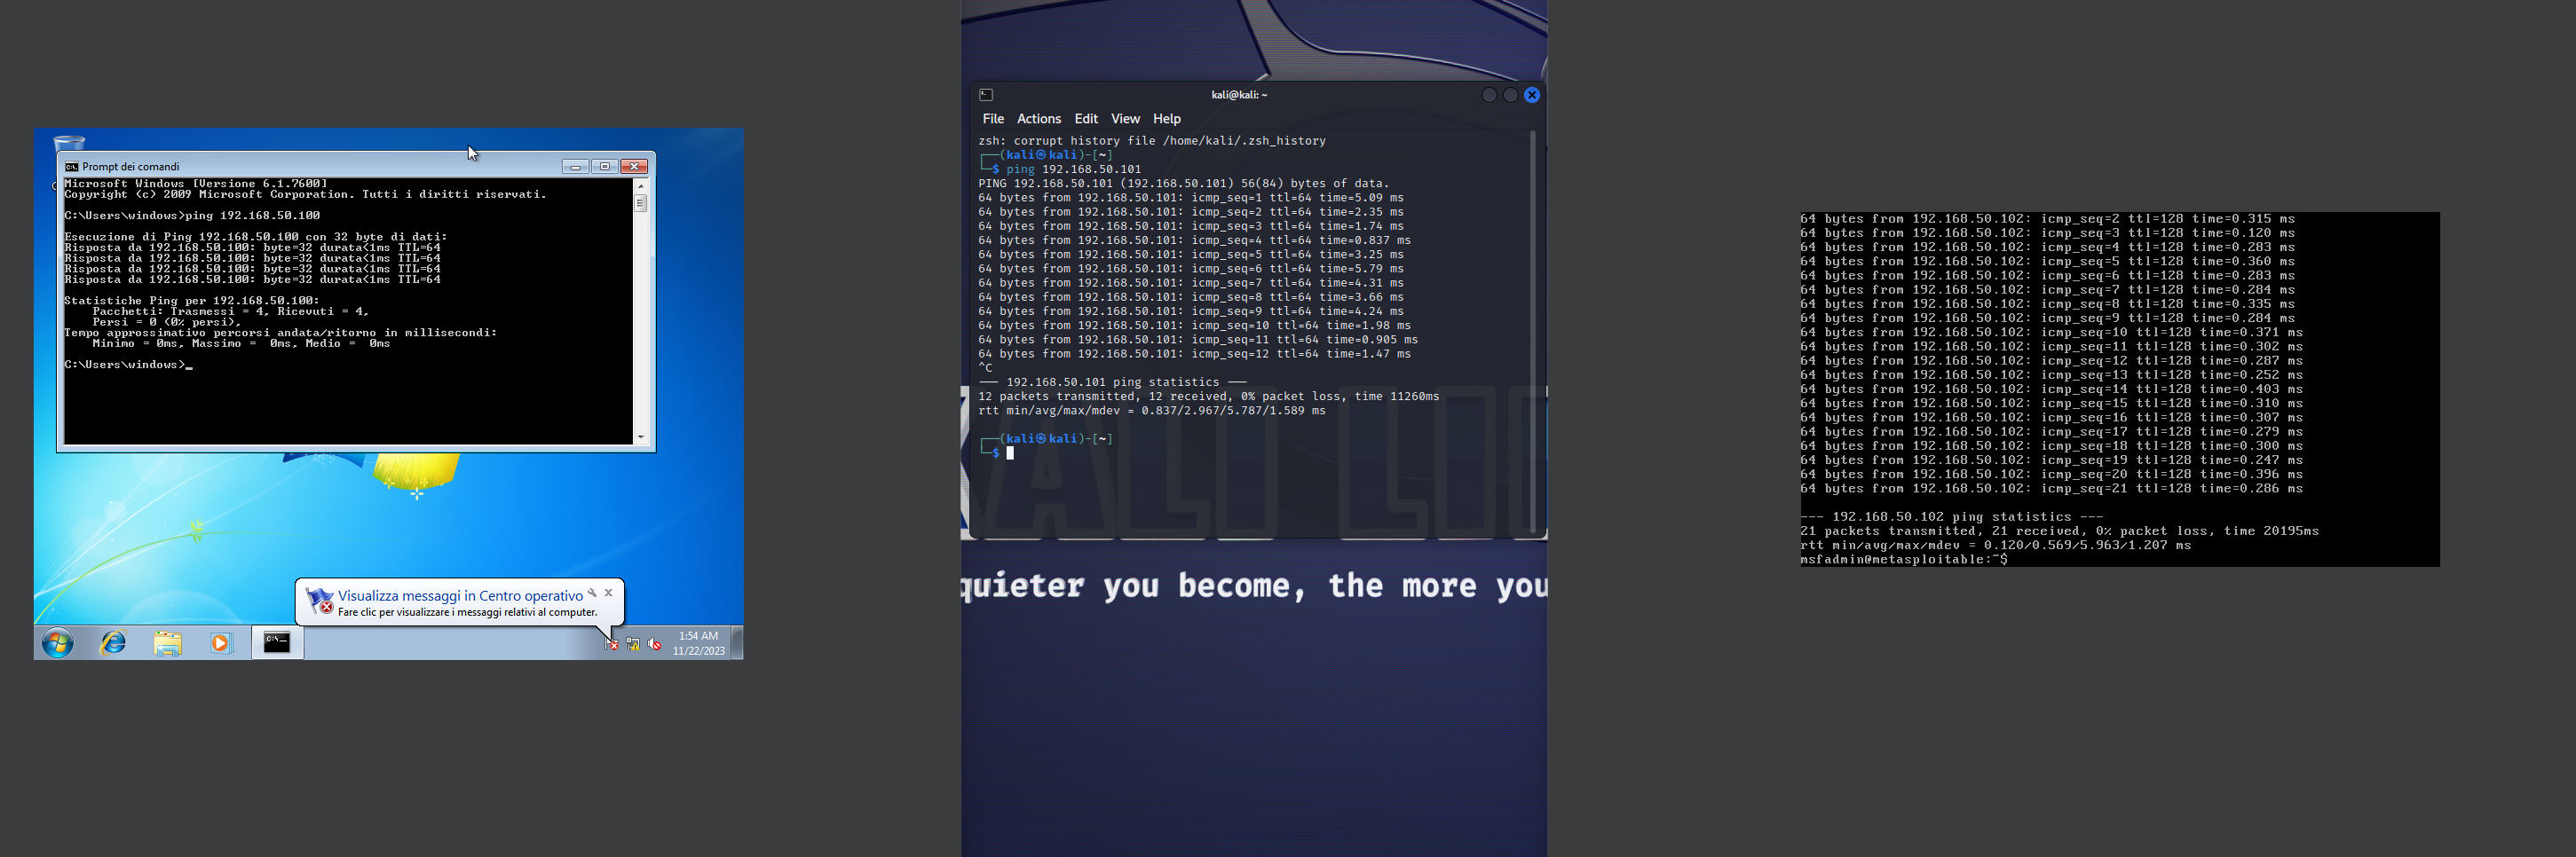 Prompt dei comandi
Microsoft Windows [Versione 6.1.7600]
Copyright (c) 2009 Microsoft Corporation. Tutti i diritti riservati.
C:\Users\windows>ping 192.168.50.100
Esecuzione di Ping 192.168.50.100 con 32 byte di dati:
Risposta da 192.168.50.100: byte=32 durata<1ms TTL=64
Risposta da 192.168.50.100: byte=32 durata<1ms TTL=64
Risposta da 192.168.50.100: byte=32 durata<1ms TTL=64
Risposta da 192.168.50.100: byte=32 durata<1ms TTL=64
Statistiche Ping per 192.168.50.100:
Pacchetti: Trasmessi = 4, Ricevuti = 4,
Persi = 0 (0% persi),
Tempo approssimativo percorsi andata/ritorno in millisecondi:
Minimo = 0ms, Massimo =  0ms, Medio =  0ms
C:\Users\windows>_
Visualizza messaggi in Centro operativo
Fare clic per visualizzare i messaggi relativi al computer.
1:54 AM
11/22/2023
kali@kali: ~
File Actions Edit View Help
zsh: corrupt history file /home/kali/.zsh_history
┌──(kali㉿kali)-[~]
└─$ ping 192.168.50.101
PING 192.168.50.101 (192.168.50.101) 56(84) bytes of data.
64 bytes from 192.168.50.101: icmp_seq=1 ttl=64 time=5.09 ms
64 bytes from 192.168.50.101: icmp_seq=2 ttl=64 time=2.35 ms
64 bytes from 192.168.50.101: icmp_seq=3 ttl=64 time=1.74 ms
64 bytes from 192.168.50.101: icmp_seq=4 ttl=64 time=0.837 ms
64 bytes from 192.168.50.101: icmp_seq=5 ttl=64 time=3.25 ms
64 bytes from 192.168.50.101: icmp_seq=6 ttl=64 time=5.79 ms
64 bytes from 192.168.50.101: icmp_seq=7 ttl=64 time=4.31 ms
64 bytes from 192.168.50.101: icmp_seq=8 ttl=64 time=3.66 ms
64 bytes from 192.168.50.101: icmp_seq=9 ttl=64 time=4.24 ms
64 bytes from 192.168.50.101: icmp_seq=10 ttl=64 time=1.98 ms
64 bytes from 192.168.50.101: icmp_seq=11 ttl=64 time=0.905 ms
64 bytes from 192.168.50.101: icmp_seq=12 ttl=64 time=1.47 ms
^C
--- 192.168.50.101 ping statistics ---
12 packets transmitted, 12 received, 0% packet loss, time 11260ms
rtt min/avg/max/mdev = 0.837/2.967/5.787/1.589 ms
┌──(kali㉿kali)-[~]
└─$
KALI LI
quieter you become, the more you
64 bytes from 192.168.50.102: icmp_seq=2 ttl=128 time=0.315 ms
64 bytes from 192.168.50.102: icmp_seq=3 ttl=128 time=0.120 ms
64 bytes from 192.168.50.102: icmp_seq=4 ttl=128 time=0.283 ms
64 bytes from 192.168.50.102: icmp_seq=5 ttl=128 time=0.360 ms
64 bytes from 192.168.50.102: icmp_seq=6 ttl=128 time=0.283 ms
64 bytes from 192.168.50.102: icmp_seq=7 ttl=128 time=0.284 ms
64 bytes from 192.168.50.102: icmp_seq=8 ttl=128 time=0.335 ms
64 bytes from 192.168.50.102: icmp_seq=9 ttl=128 time=0.284 ms
64 bytes from 192.168.50.102: icmp_seq=10 ttl=128 time=0.371 ms
64 bytes from 192.168.50.102: icmp_seq=11 ttl=128 time=0.302 ms
64 bytes from 192.168.50.102: icmp_seq=12 ttl=128 time=0.287 ms
64 bytes from 192.168.50.102: icmp_seq=13 ttl=128 time=0.252 ms
64 bytes from 192.168.50.102: icmp_seq=14 ttl=128 time=0.403 ms
64 bytes from 192.168.50.102: icmp_seq=15 ttl=128 time=0.310 ms
64 bytes from 192.168.50.102: icmp_seq=16 ttl=128 time=0.307 ms
64 bytes from 192.168.50.102: icmp_seq=17 ttl=128 time=0.279 ms
64 bytes from 192.168.50.102: icmp_seq=18 ttl=128 time=0.300 ms
64 bytes from 192.168.50.102: icmp_seq=19 ttl=128 time=0.247 ms
64 bytes from 192.168.50.102: icmp_seq=20 ttl=128 time=0.396 ms
64 bytes from 192.168.50.102: icmp_seq=21 ttl=128 time=0.286 ms
--- 192.168.50.102 ping statistics ---
21 packets transmitted, 21 received, 0% packet loss, time 20195ms
rtt min/avg/max/mdev = 0.120/0.569/5.963/1.207 ms
msfadmin@metasploitable:~$